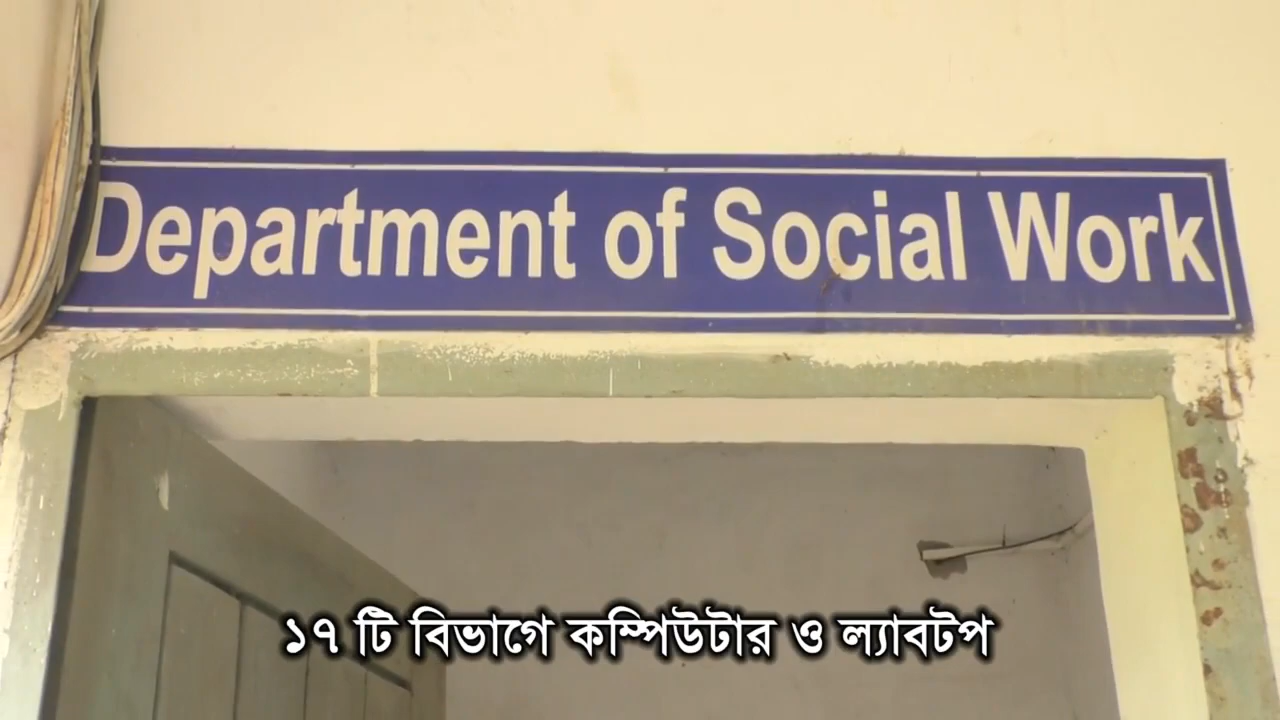 Department of Social Work
১৭ টি বিভাগে কম্পিউটার ও ল্যাবটপ